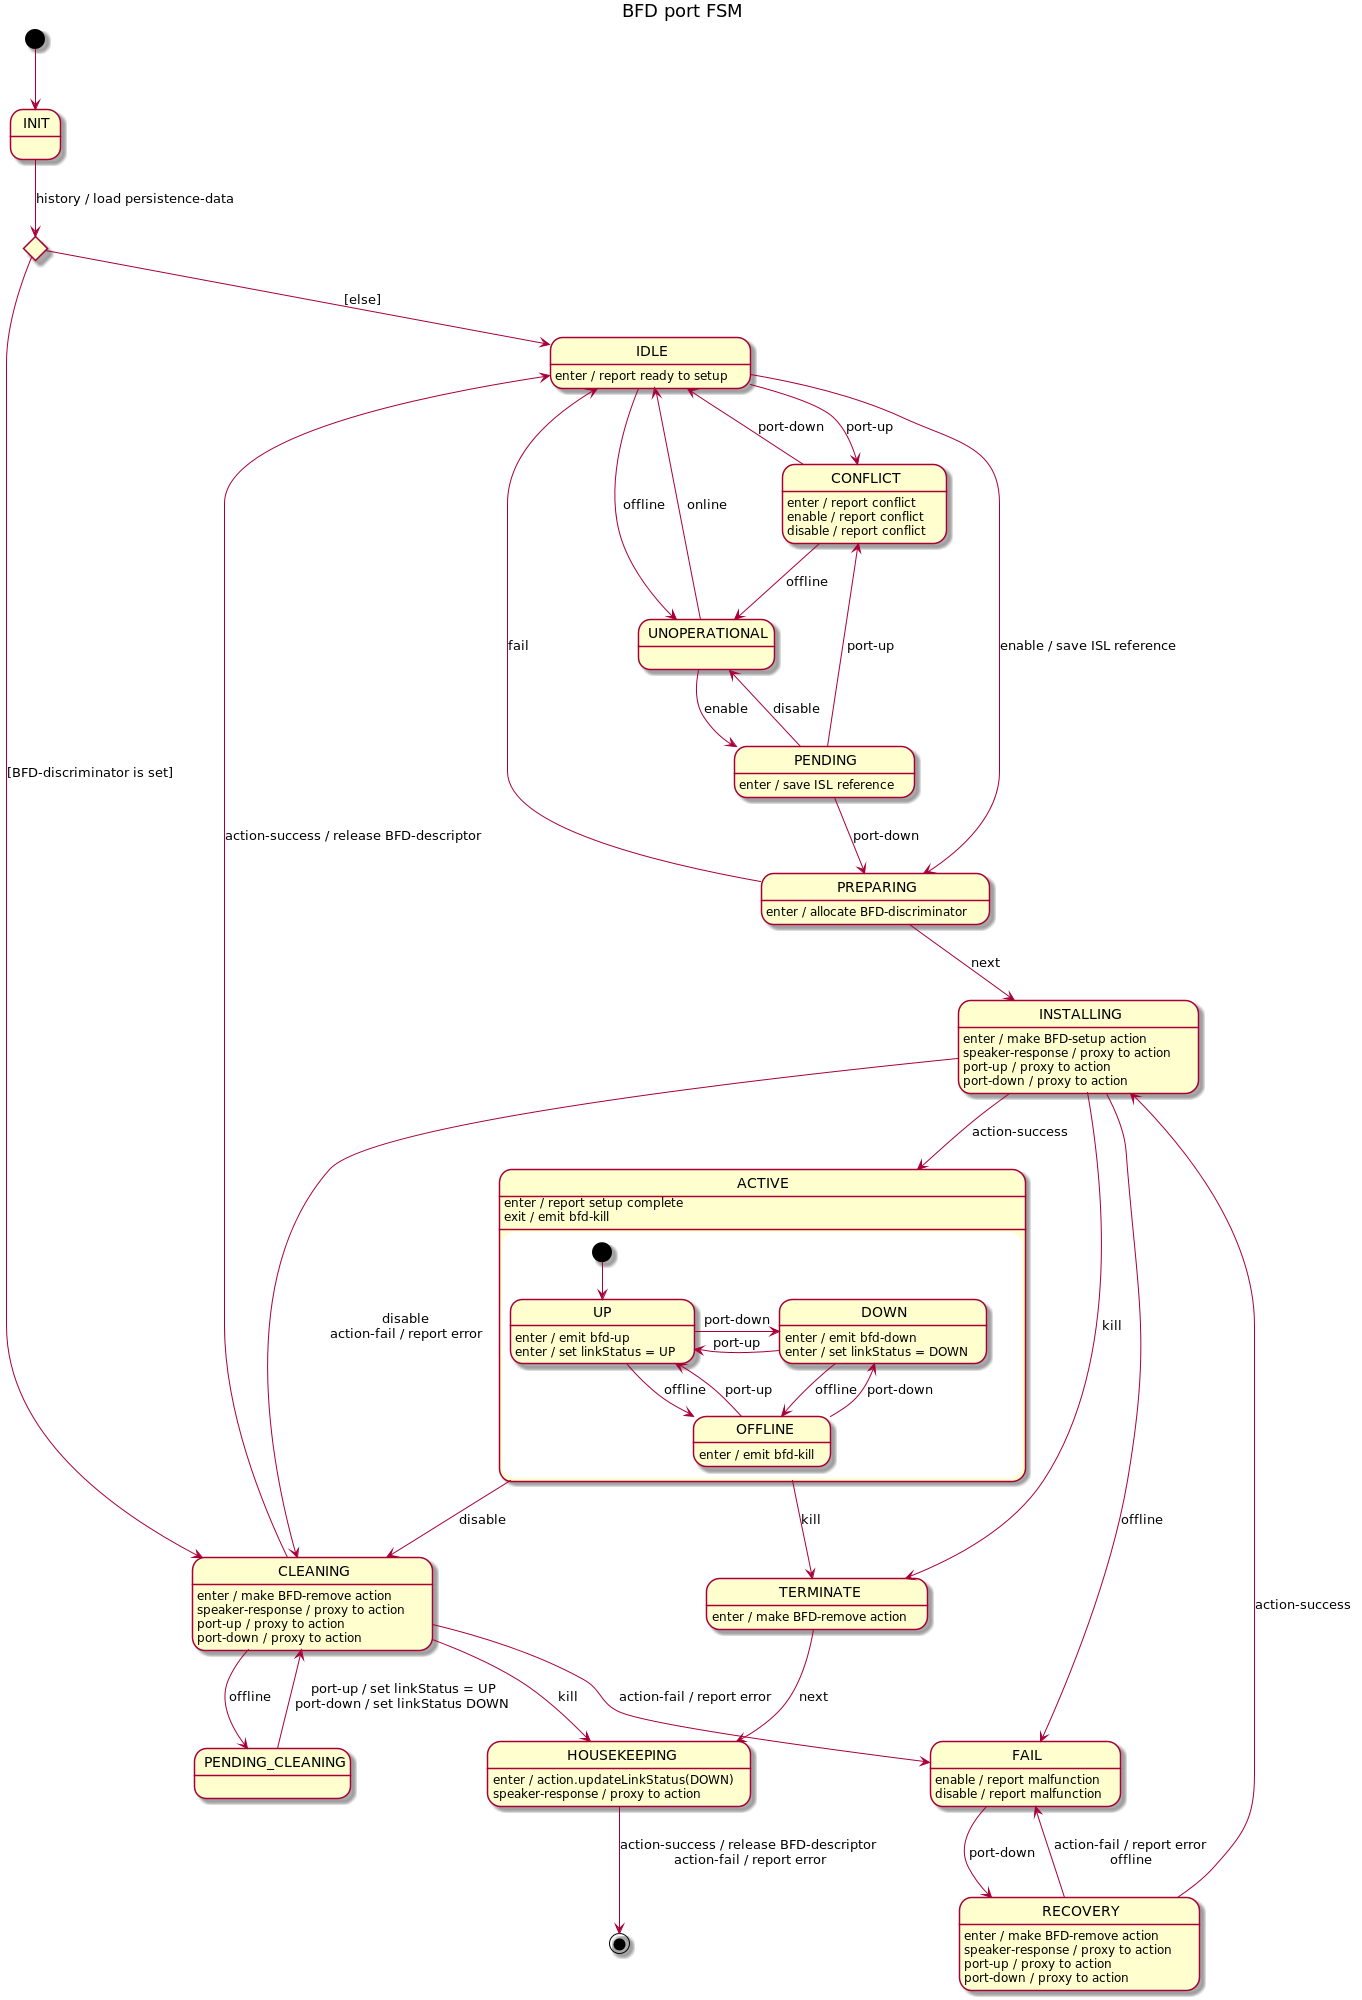 BFD port FSM
INIT
history / load persistence-data
[else]
IDLE
enter / report ready to setup
port-down
port-up
CONFLICT
enter / report conflict
enable / report conflict
disable / report conflict
offline
online
offline
UNOPERATIONAL
fail
port-up
enable / save ISL reference
enable
disable
PENDING
enter / save ISL reference
[BFD-discriminator is set]
action-success / release BFD-descriptor
port-down
PREPARING
enter / allocate BFD-discriminator
next
INSTALLING
enter / make BFD-setup action
speaker-response / proxy to action
port-up / proxy to action
port-down / proxy to action
action-success
ACTIVE
enter / report setup complete
exit / emit bfd-kill
UP
enter / emit bfd-up
enter / set linkStatus = UP
port-down
port-up
DOWN
enter / emit bfd-down
enter / set linkStatus = DOWN
disable
action-fail / report error
kill
offline
port-up
offline
port-down
OFFLINE
enter / emit bfd-kill
disable
kill
offline
CLEANING
enter / make BFD-remove action
speaker-response / proxy to action
port-up / proxy to action
port-down / proxy to action
TERMINATE
enter / make BFD-remove action
action-success
offline
port-up / set linkStatus = UP
port-down / set linkStatus DOWN
kill
action-fail / report error
next
PENDING_CLEANING
HOUSEKEEPING
enter / action.updateLinkStatus(DOWN)
speaker-response / proxy to action
FAIL
enable / report malfunction
disable / report malfunction
action-success / release BFD-descriptor
action-fail / report error
port-down
action-fail / report error
offline
RECOVERY
enter / make BFD-remove action
speaker-response / proxy to action
port-up / proxy to action
port-down / proxy to action